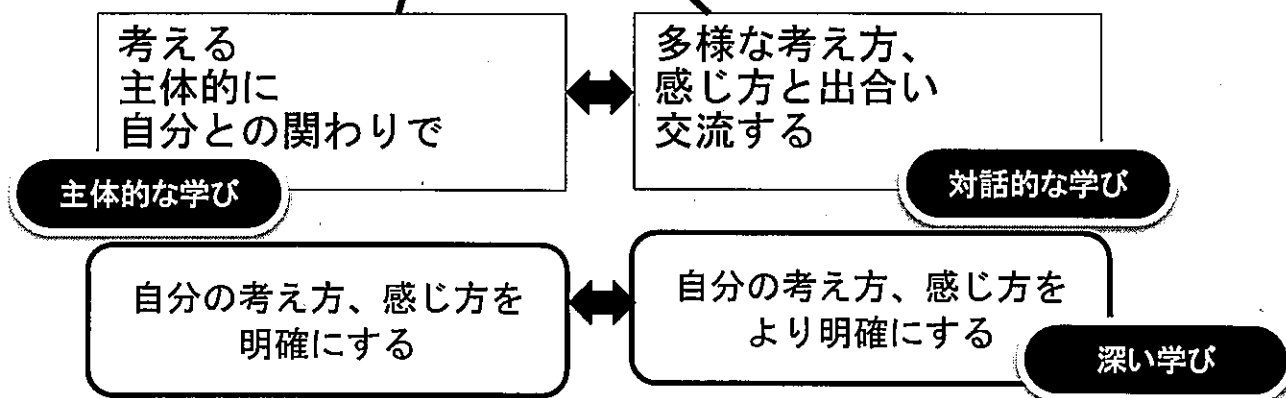 考える
主体的に
自分との関わりで
主体的な学び
多様な考え方、
感じ方と出合い
交流する
対話的な学び
自分の考え方、感じ方を
明確にする
自分の考え方、感じ方を
より明確にする
深い学び